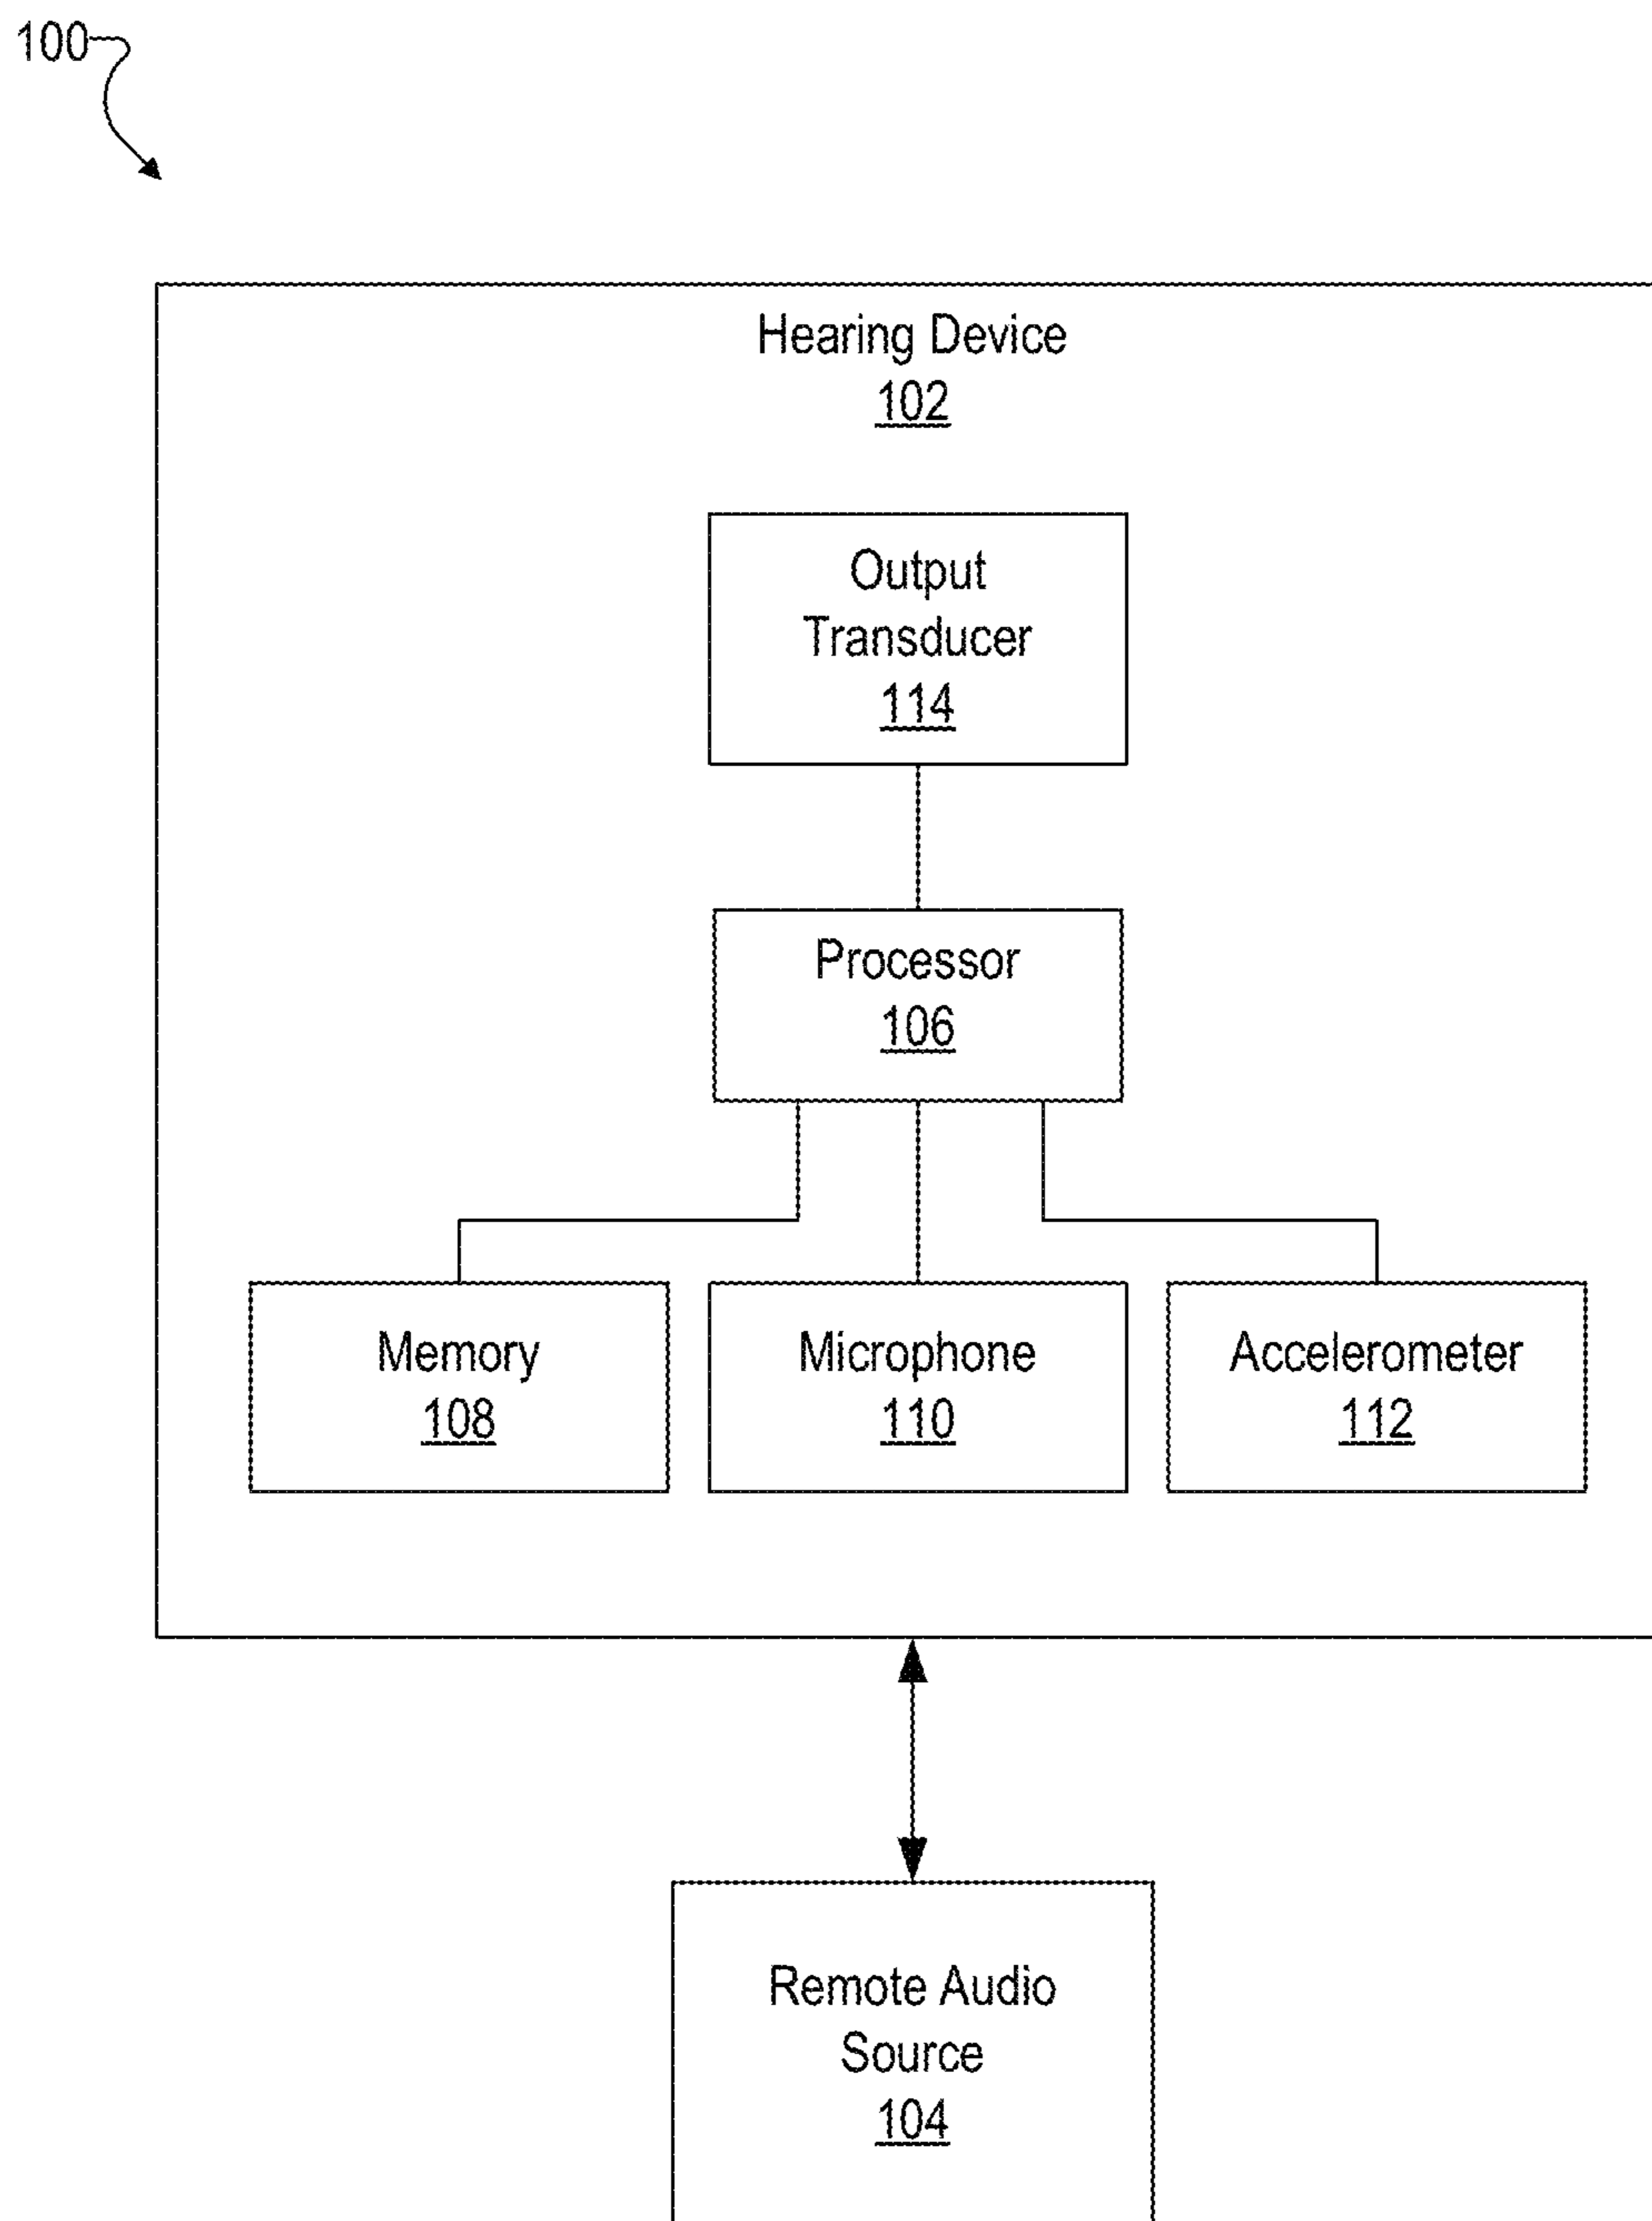 100
Hearing Device
102
Output
Transducer
114
Processor
106
Memory
108
Microphone
110
Accelerometer
112
Remote Audio
Source
104